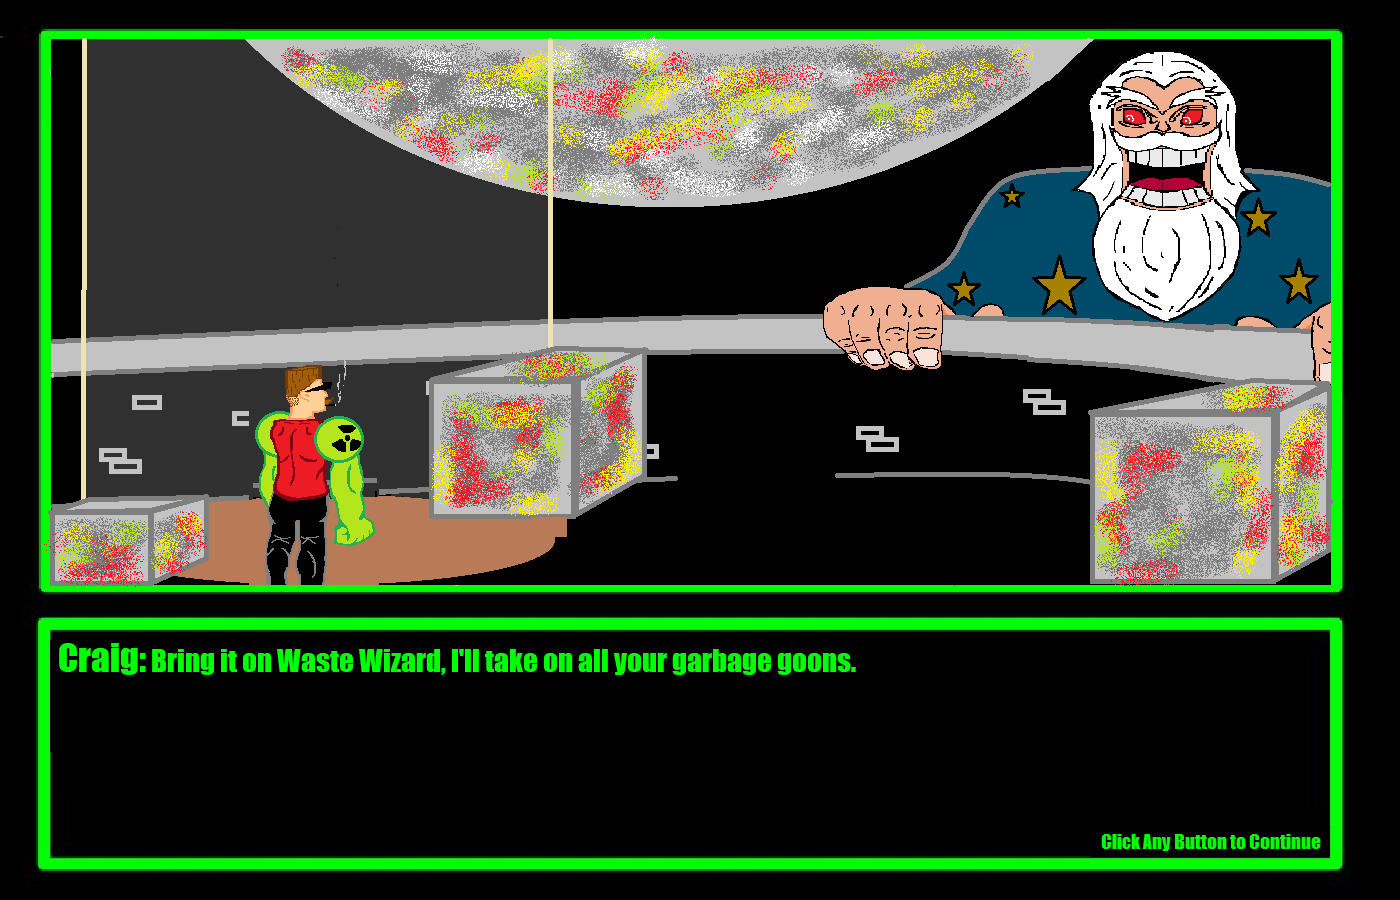 Craig: Bring it on Waste Wizard, I'll take on all your garbage goons.
Click Any Button to Continue